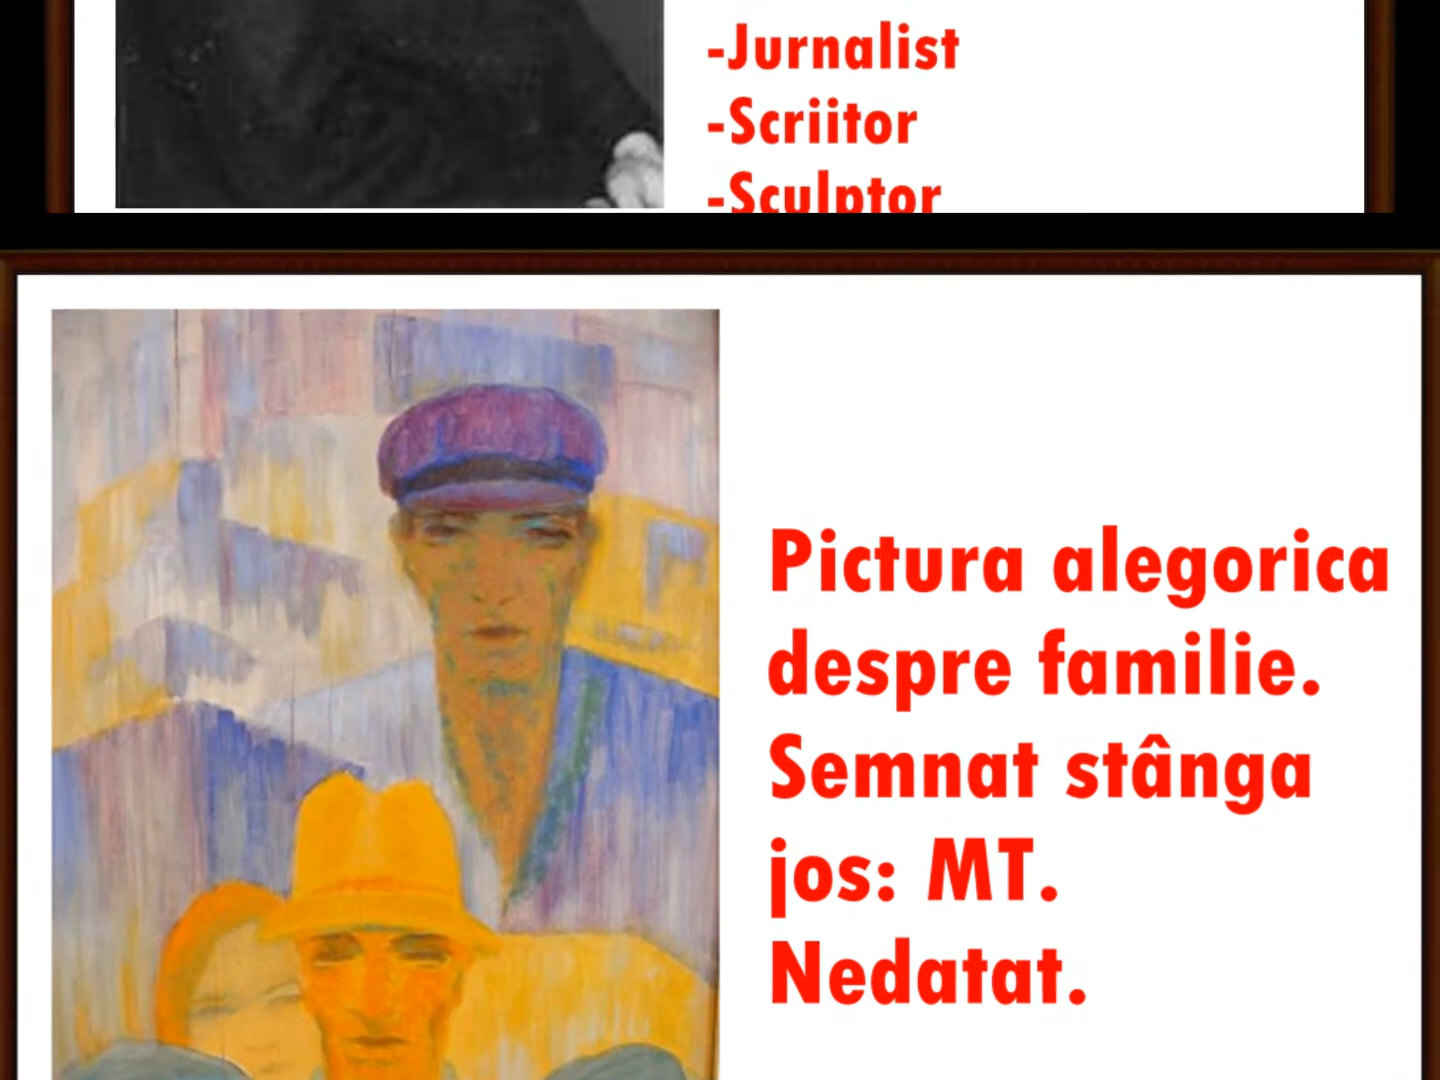 -Jurnalist
-Scriitor
-Sculptor
Pictura alegorica
despre familie.
Semnat stânga
jos: MT.
Nedatat.